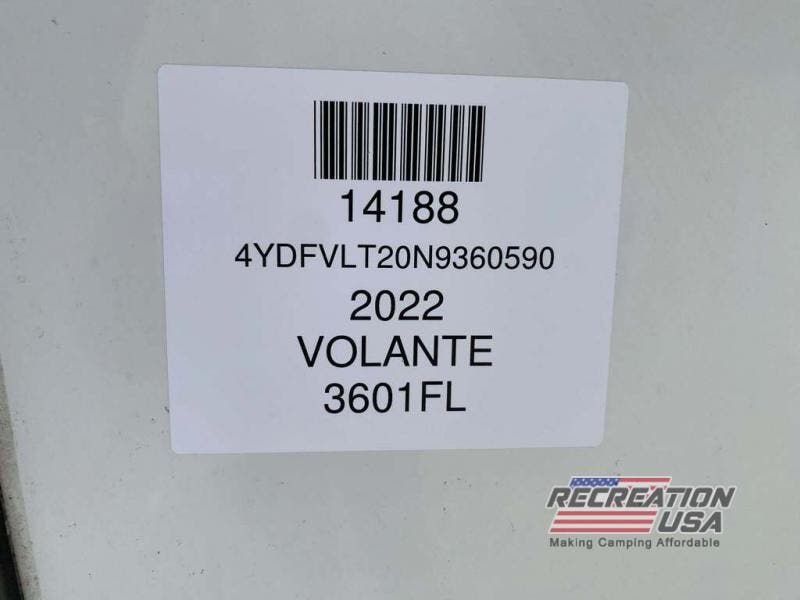 14188
4YDFVLT20N9360590
2022
VOLANTE
3601FL
RECREATION
USA
Making Camping Affordable